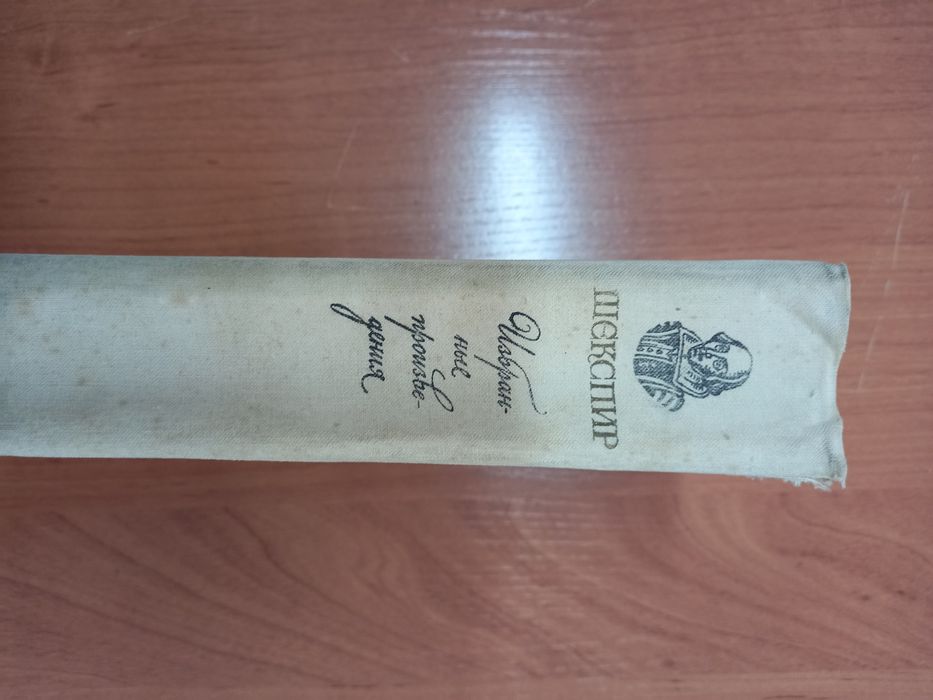 ШЕКСПИР
Избран-
ные
произве-
дения